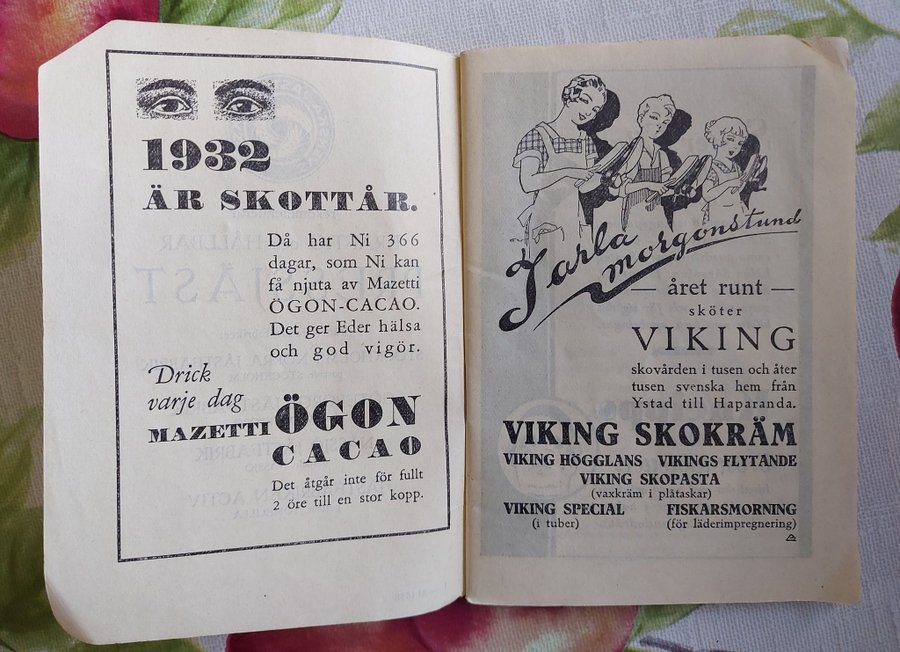 1932
ÄR SKOTTÅR.
Då har Ni 366
dagar, som Ni kan
få njuta av Mazetti
ÖGON-CACAO.
Det ger Eder hälsa
och god vigör.
Drick
varje dag
MAZETTI ÖGON
CACAO
Det åtgår inte för fullt
2 öre till en stor kopp.
Jarla
morgonstund
— året runt —
sköter
VIKING
skovården i tusen och åter
tusen svenska hem från
Ystad till Haparanda.
VIKING SKOKRÄM
VIKING HÖGGLANS VIKINGS FLYTANDE
VIKING SKOPASTA
(vaxkräm i plåtaskar)
VIKING SPECIAL FISKARSMORNING
(i tuber) (för läderimpregnering)